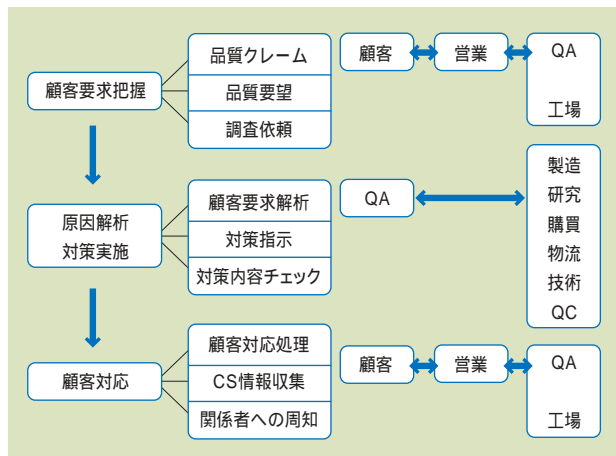 顧客要求把握
品質クレーム
品質要望
調査依頼
顧客
営業
QA
工場
原因解析
対策実施
顧客要求解析
対策指示
対策内容チェック
QA
製造
研究
購買
物流
技術
QC
顧客対応
顧客対応処理
CS情報収集
関係者への周知
顧客
営業
QA
工場